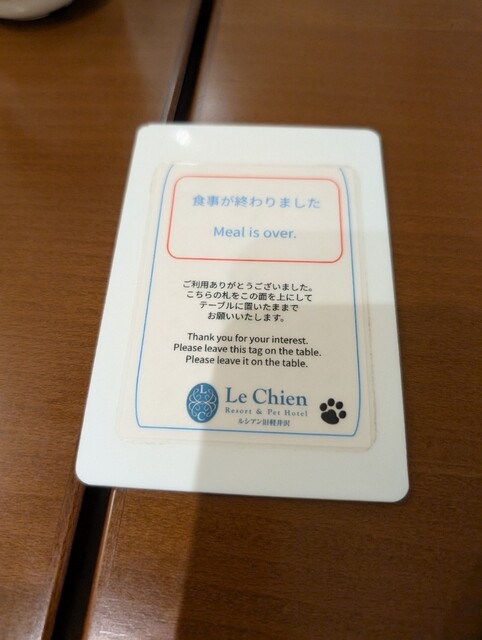 食事が終わりました
Meal is over.
ご利用ありがとうございました。
こちらの札をこの面を上にして
テーブルに置いたままで
お願いいたします。
Thank you for your interest.
Please leave this tag on the table.
Please leave it on the table.
L
C
Le Chien
Resort & Pet Hotel
ルシアン旧軽井沢